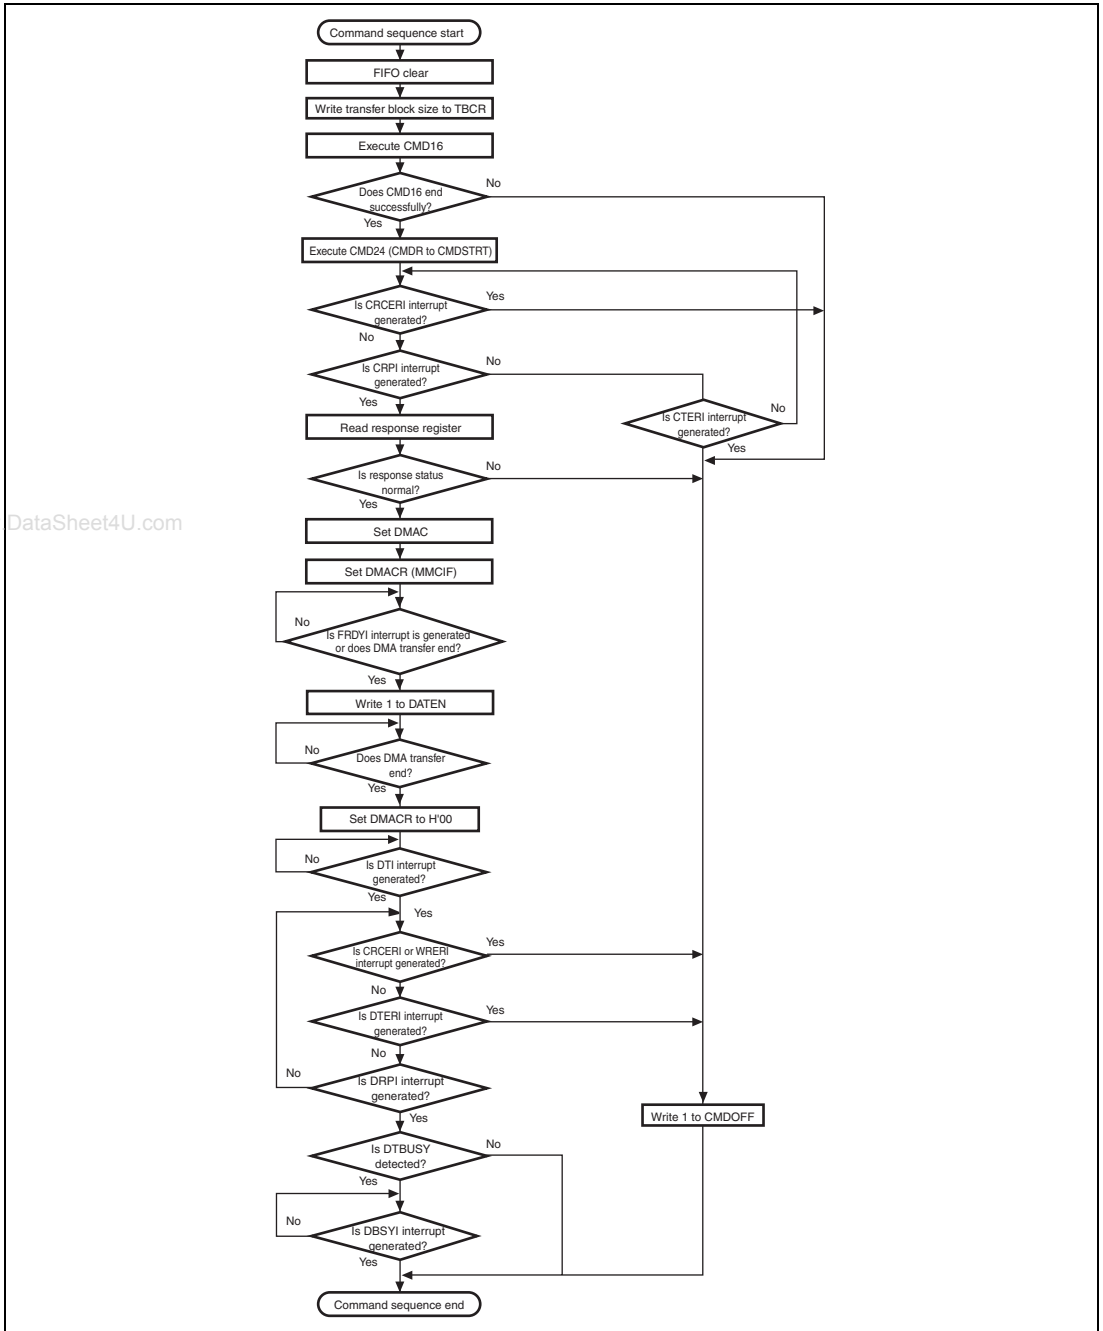 Command sequence start
FIFO clear
Write transfer block size to TBCR
Execute CMD16
Does CMD16 end
successfully?
No
Yes
Execute CMD24 (CMDR to CMDSTRT)
Is CRCERI interrupt
generated?
Yes
No
Is CRPI interrupt
generated?
No
Yes
Is CTERI interrupt
generated?
No
Yes
Read response register
Is response status
normal?
No
Yes
DataSheet4U.com
Set DMAC
Set DMACR (MMCIF)
No
Is FRDYI interrupt is generated
or does DMA transfer end?
Yes
Write 1 to DATEN
No
Does DMA transfer
end?
Yes
Set DMACR to H'00
No
Is DTI interrupt
generated?
Yes
Yes
Is CRCERI or WRERI
interrupt generated?
Yes
No
Is DTERI interrupt
generated?
Yes
No
No
Is DRPI interrupt
generated?
Yes
Write 1 to CMDOFF
Is DTBUSY
detected?
No
Yes
No
Is DBSYI interrupt
generated?
Yes
Command sequence end